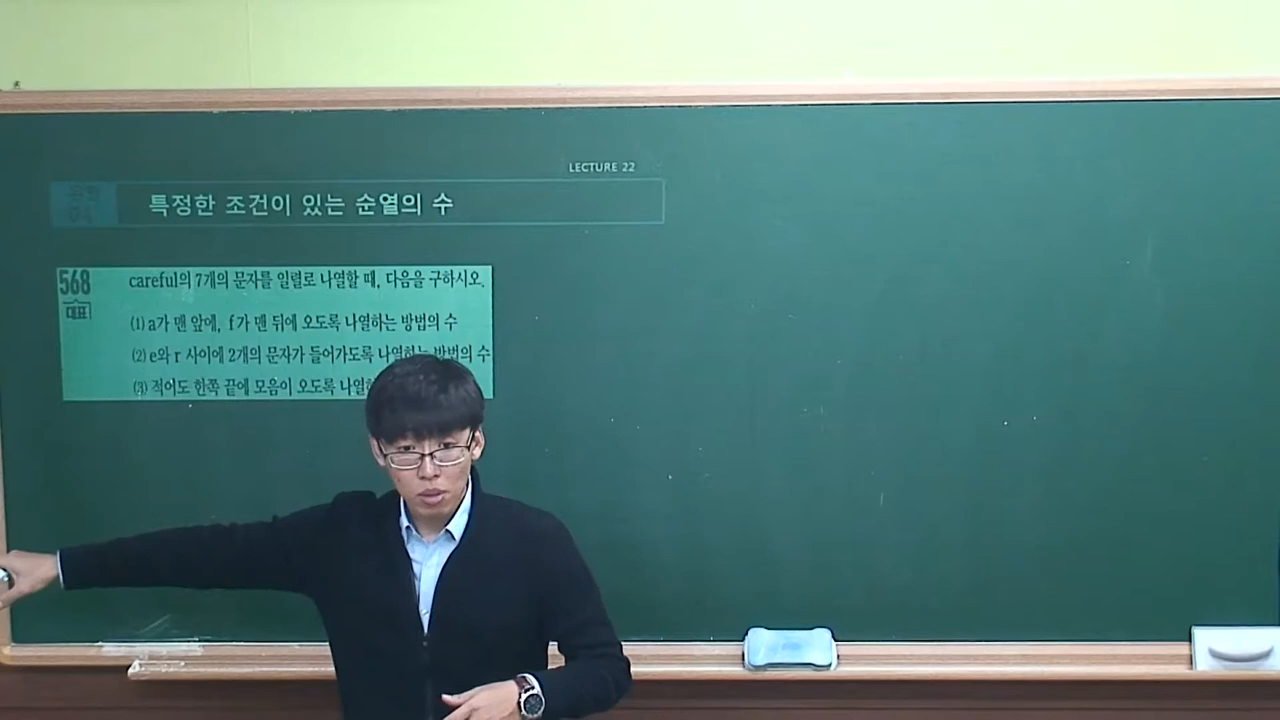 LECTURE 22
유형 04
특정한 조건이 있는 순열의 수
568
대표
careful의 7개의 문자를 일렬로 나열할 때, 다음을 구하시오.
(1) a가 맨 앞에, f가 맨 뒤에 오도록 나열하는 방법의 수
(2) e와 r 사이에 2개의 문자가 들어가도록 나열하는 방법의 수
(3) 적어도 한쪽 끝에 모음이 오도록